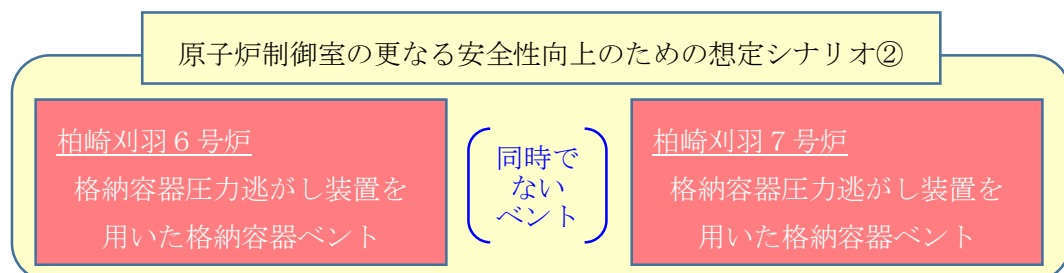 原子炉制御室の更なる安全性向上のための想定シナリオ②
柏崎刈羽６号炉
格納容器圧力逃がし装置を
用いた格納容器ベント
同時で
ない
ベント
柏崎刈羽７号炉
格納容器圧力逃がし装置を
用いた格納容器ベント